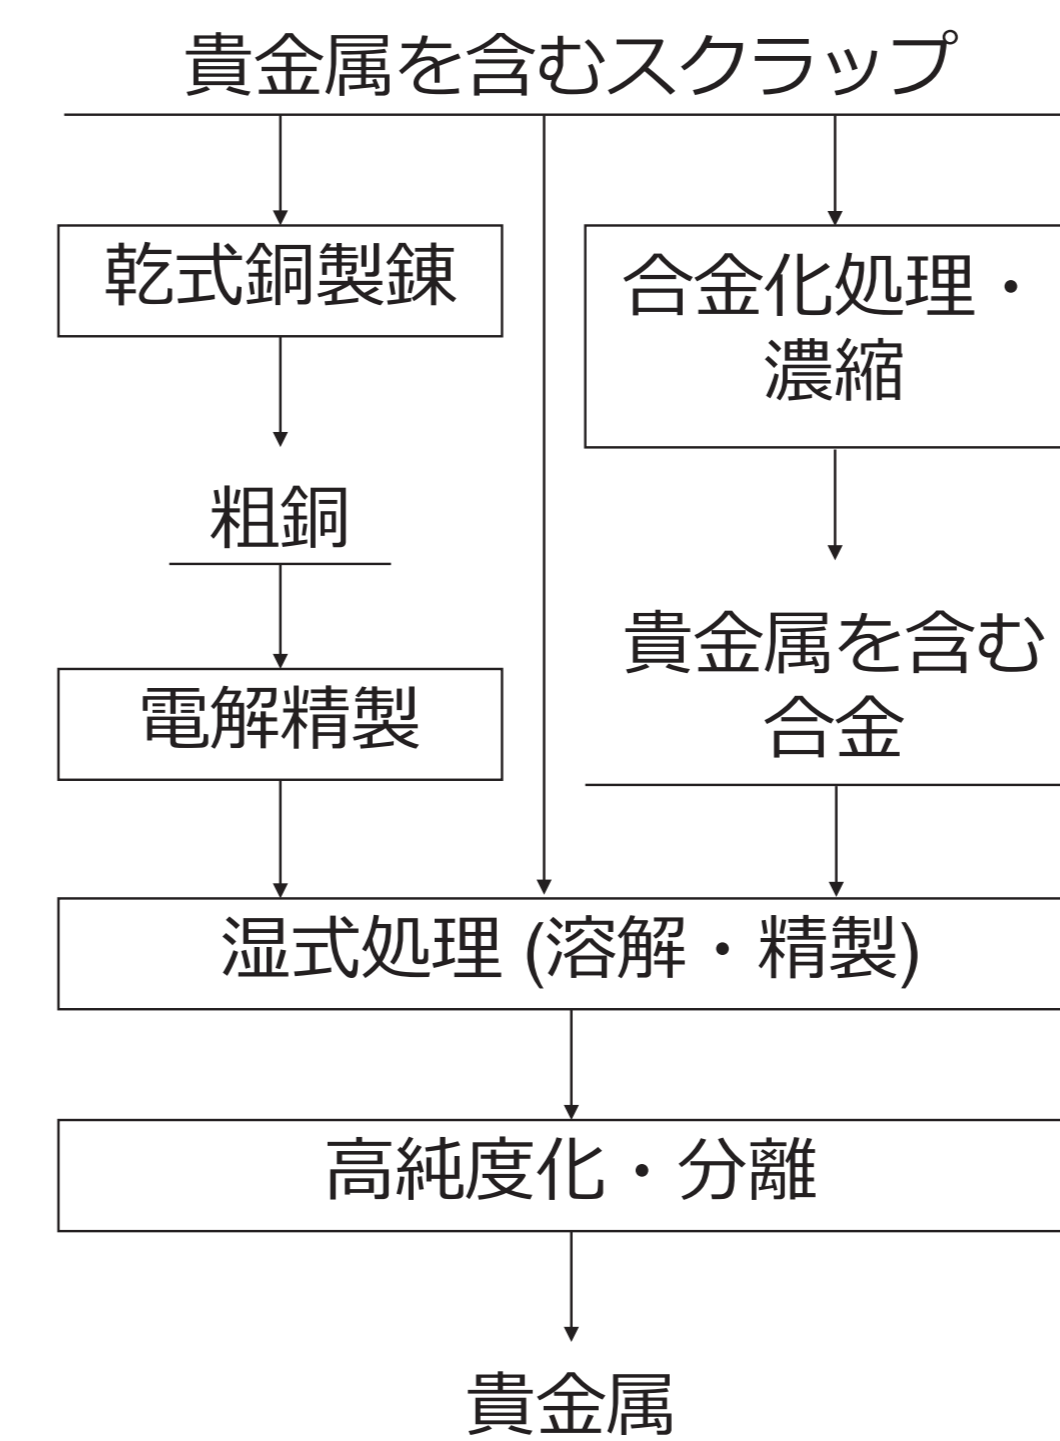 貴金属を含むスクラップ
乾式銅製錬
合金化処理・
濃縮
粗銅
貴金属を含む
合金
電解精製
湿式処理 (溶解・精製)
高純度化・分離
貴金属